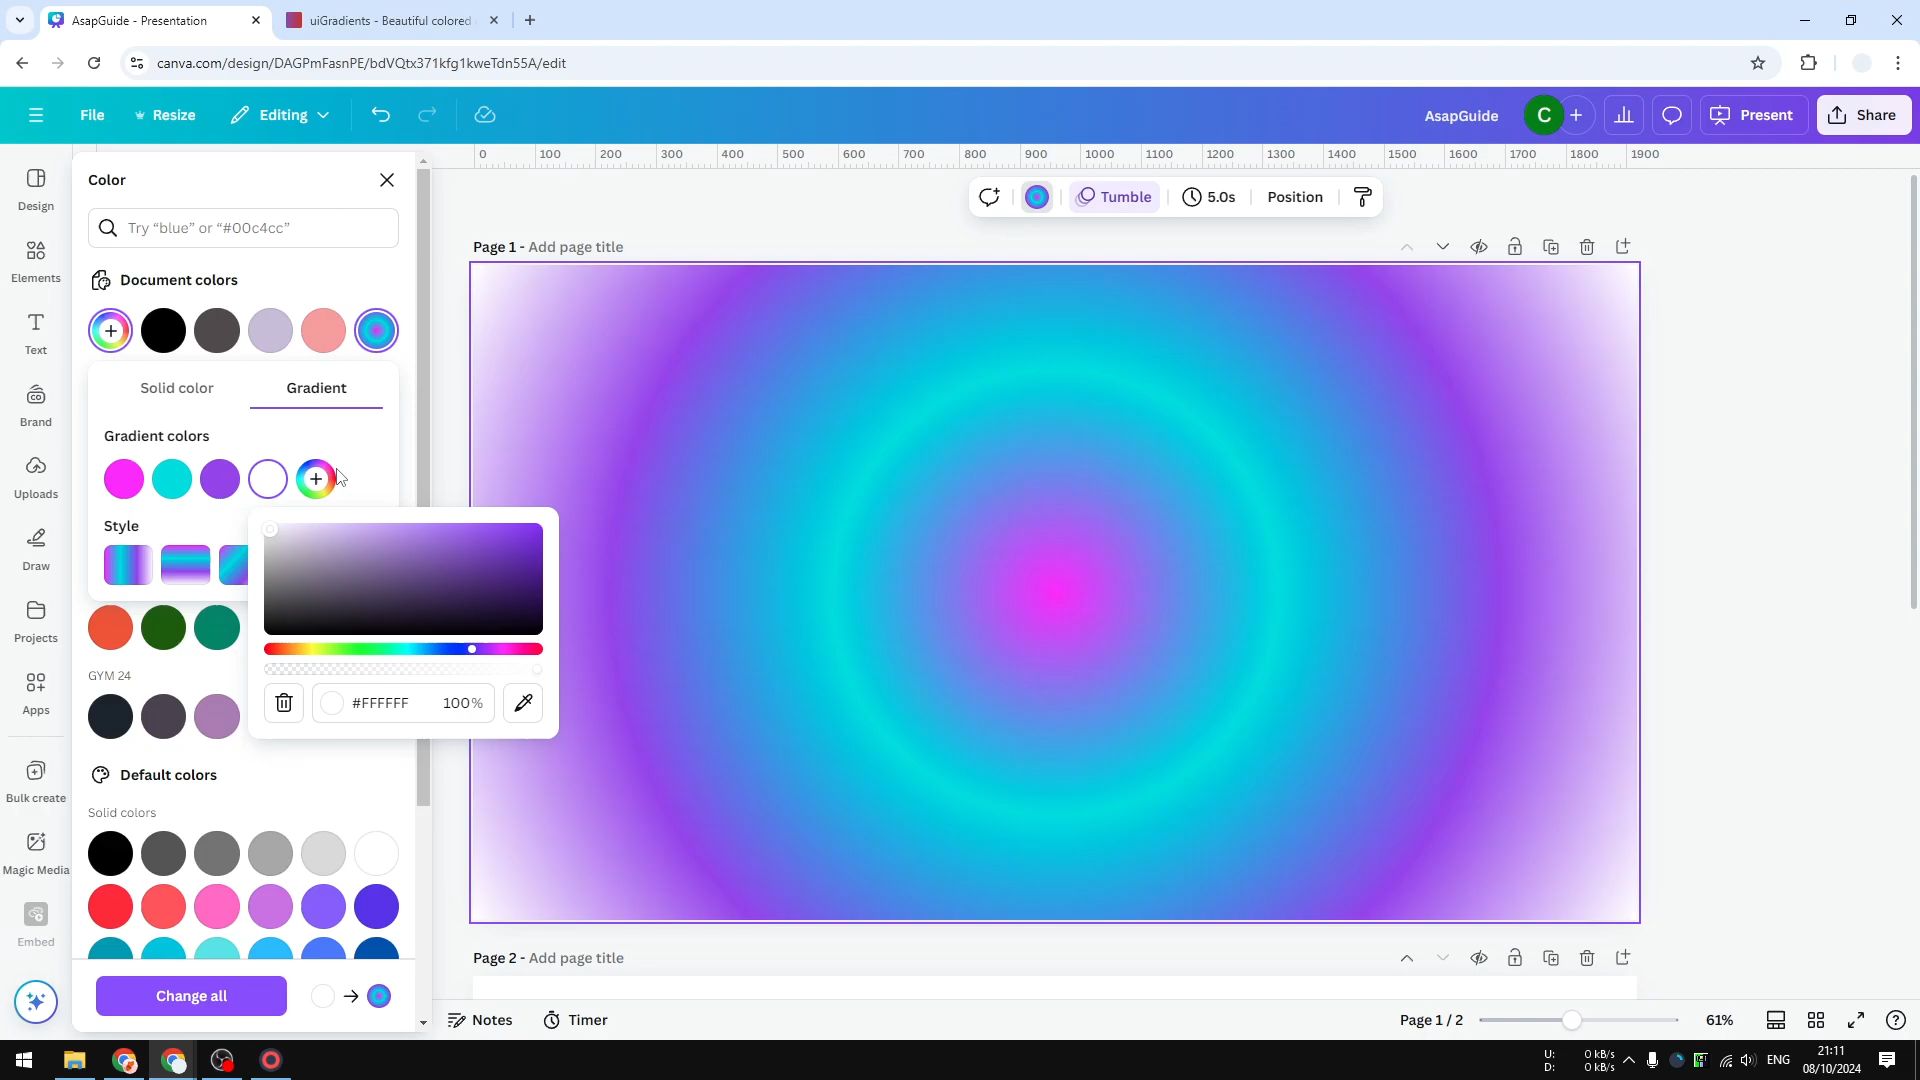 AsapGuide - Presentation
uiGradients - Beautiful colored
canva.com/design/DAGPmFasnPE/bdVQtx371kfg1kweTdn55A/edit
File
Resize
Editing
AsapGuide
C
Present
Share
Design
Elements
Text
Brand
Uploads
Draw
Projects
Apps
Bulk create
Magic Media
Embed
Color
Try “blue” or “#00c4cc”
Document colors
Solid color
Gradient
Gradient colors
Style
#FFFFFF
100%
GYM 24
Default colors
Solid colors
Change all
0 100 200 300 400 500 600 700 800 900 1000 1100 1200 1300 1400 1500 1600 1700 1800 1900
Tumble
5.0s
Position
Page 1 - Add page title
Page 2 - Add page title
Notes
Timer
Page 1 / 2
61%
U: 0 kB/s
D: 0 kB/s
ENG
21:11
08/10/2024